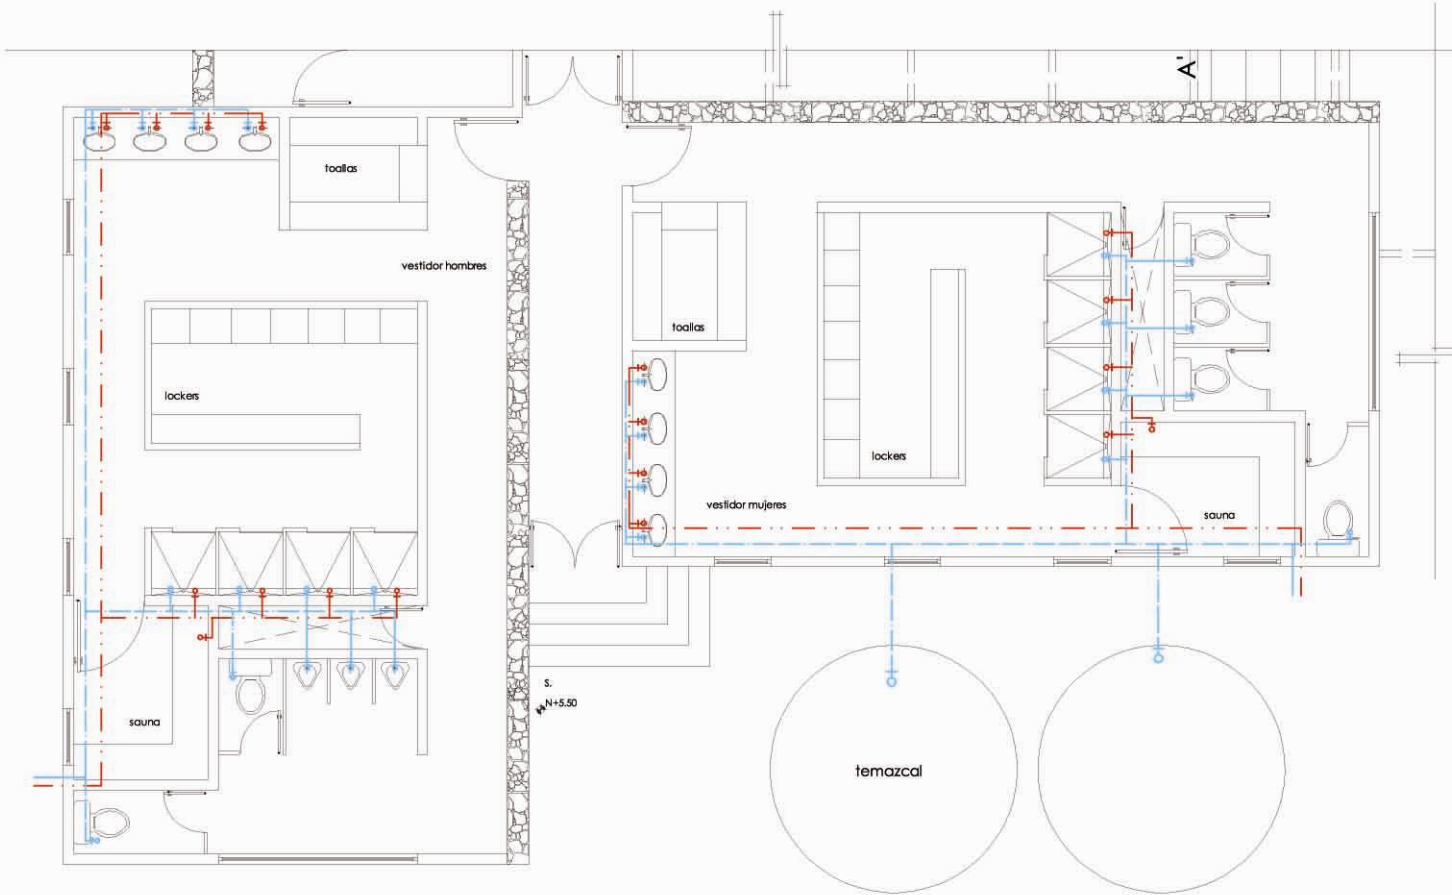 A'
toallas
vestidor hombres
toallas
lockers
lockers
vestidor mujeres
sauna
S.
N+5.50
sauna
temazcal